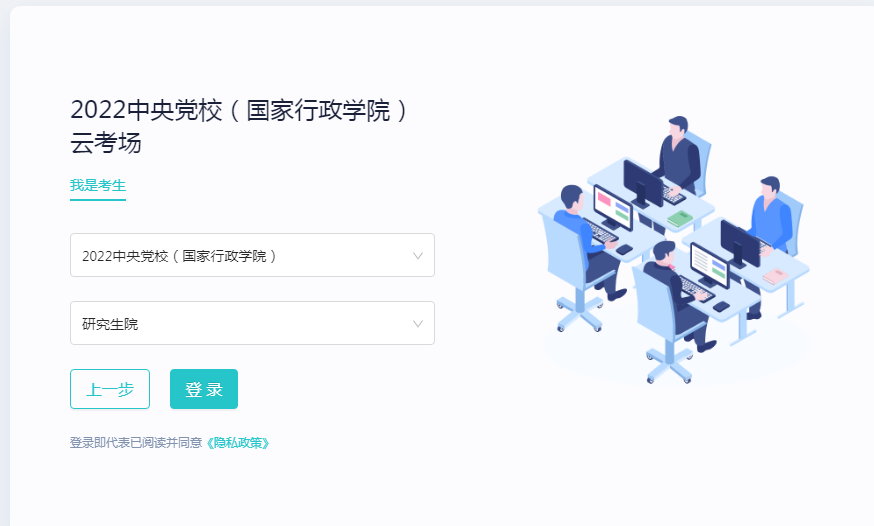 2022中央党校（国家行政学院）
云考场
我是考生
2022中央党校（国家行政学院）
研究生院
上一步 登 录
登录即代表已阅读并同意《隐私政策》